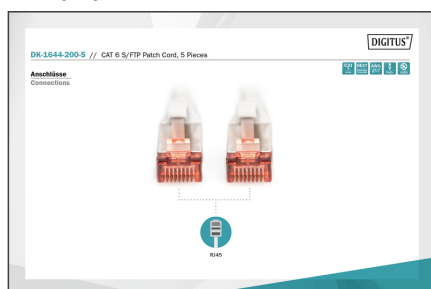 DIGITUS®
DK-1644-200-5 // CAT 6 S/FTP Patch Cord, 5 Pieces
Anschlüsse
Connections
RJ45